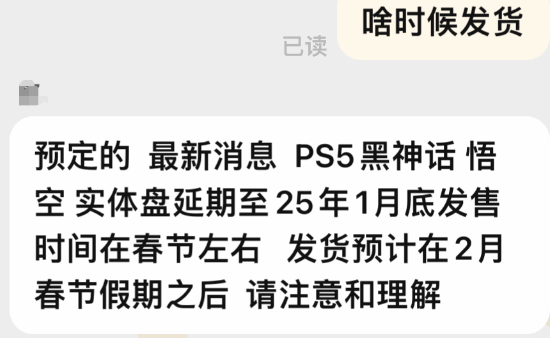 啥时候发货
已读
预定的 最新消息 PS5黑神话 悟
空 实体盘延期至25年1月底发售
时间在春节左右 发货预计在2月
春节假期之后 请注意和理解